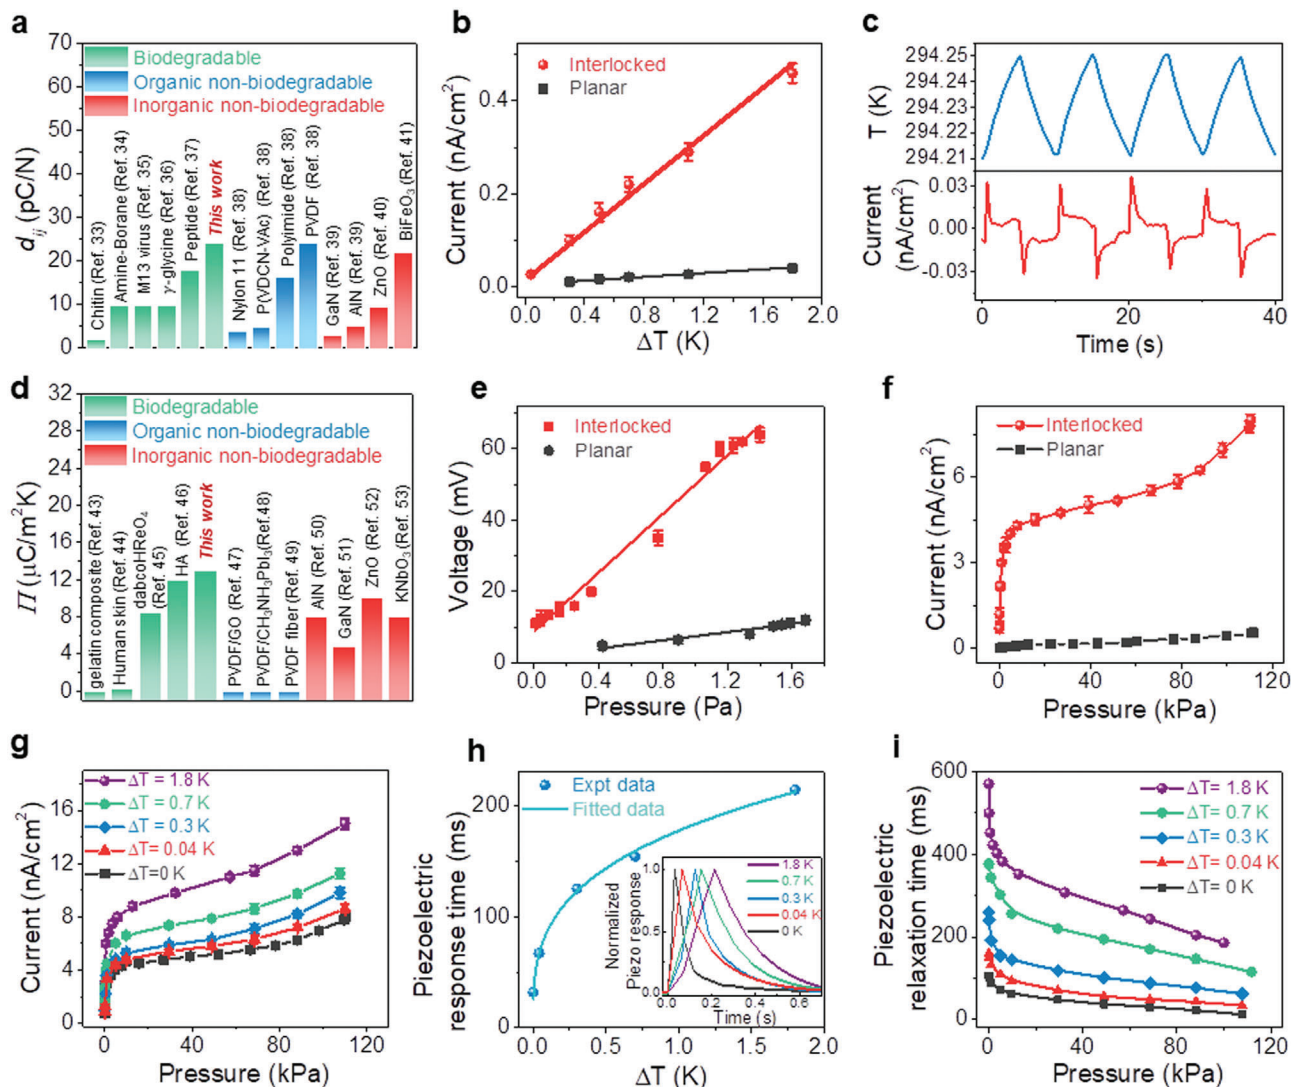 a
70
60
50
40
30
20
10
0
dij (pC/N)
Biodegradable
Organic non-biodegradable
Inorganic non-biodegradable
Chitin (Ref. 33)
Amine-Borane (Ref. 34)
M13 virus (Ref. 35)
γ-glycine (Ref. 36)
Peptide (Ref. 37)
This work
Nylon 11 (Ref. 38)
P(VDCN-VAc) (Ref. 38)
Polyimide (Ref. 38)
PVDF (Ref. 38)
GaN (Ref. 39)
AlN (Ref. 39)
ZnO (Ref. 40)
BiFeO3 (Ref. 41)
b
Current (nA/cm2)
0.4
0.2
0.0
Interlocked
Planar
0.0 0.4 0.8 1.2 1.6 2.0
ΔT (K)
c
T (K)
294.25
294.24
294.23
294.22
294.21
Current
(nA/cm2)
0.03
0.00
-0.03
0 20 40
Time (s)
d
Π (μC/m2K)
32
28
24
20
16
12
8
4
0
Biodegradable
Organic non-biodegradable
Inorganic non-biodegradable
gelatin composite (Ref. 43)
Human skin (Ref. 44)
dabcoHReO4
(Ref. 45)
HA (Ref. 46)
This work
PVDF/GO (Ref. 47)
PVDF/CH3NH3PbI3(Ref.48)
PVDF fiber (Ref. 49)
AlN (Ref. 50)
GaN (Ref. 51)
ZnO (Ref. 52)
KNbO3 (Ref. 53)
e
Voltage (mV)
60
40
20
0
Interlocked
Planar
0.0 0.4 0.8 1.2 1.6
Pressure (Pa)
f
Current (nA/cm2)
6
3
0
Interlocked
Planar
0 40 80 120
Pressure (kPa)
g
Current (nA/cm2)
16
12
8
4
0
ΔT = 1.8 K
ΔT = 0.7 K
ΔT = 0.3 K
ΔT = 0.04 K
ΔT=0 K
0 40 80 120
Pressure (kPa)
h
Piezoelectric
response time (ms)
200
100
0
Expt data
Fitted data
Normalized
Piezo response
1.0
0.5
0.0
1.8 K
0.7 K
0.3 K
0.04 K
0 K
0.0 0.2 0.4 0.6
Time (s)
0.0 0.4 0.8 1.2 1.6 2.0
ΔT (K)
i
Piezoelectric
relaxation time (ms)
600
400
200
0
ΔT= 1.8 K
ΔT= 0.7 K
ΔT= 0.3 K
ΔT= 0.04 K
ΔT= 0 K
0 40 80 120
Pressure (kPa)